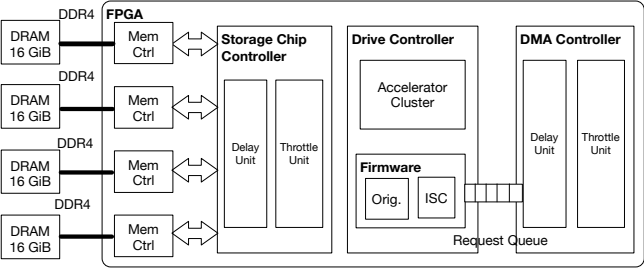 DDR4
FPGA
DRAM
16 GiB
Mem
Ctrl
DDR4
DRAM
16 GiB
Mem
Ctrl
DDR4
DRAM
16 GiB
Mem
Ctrl
DDR4
DRAM
16 GiB
Mem
Ctrl
Storage Chip
Controller
Delay
Unit
Throttle
Unit
Drive Controller
Accelerator
Cluster
Firmware
Orig.
ISC
Request Queue
DMA Controller
Delay
Unit
Throttle
Unit